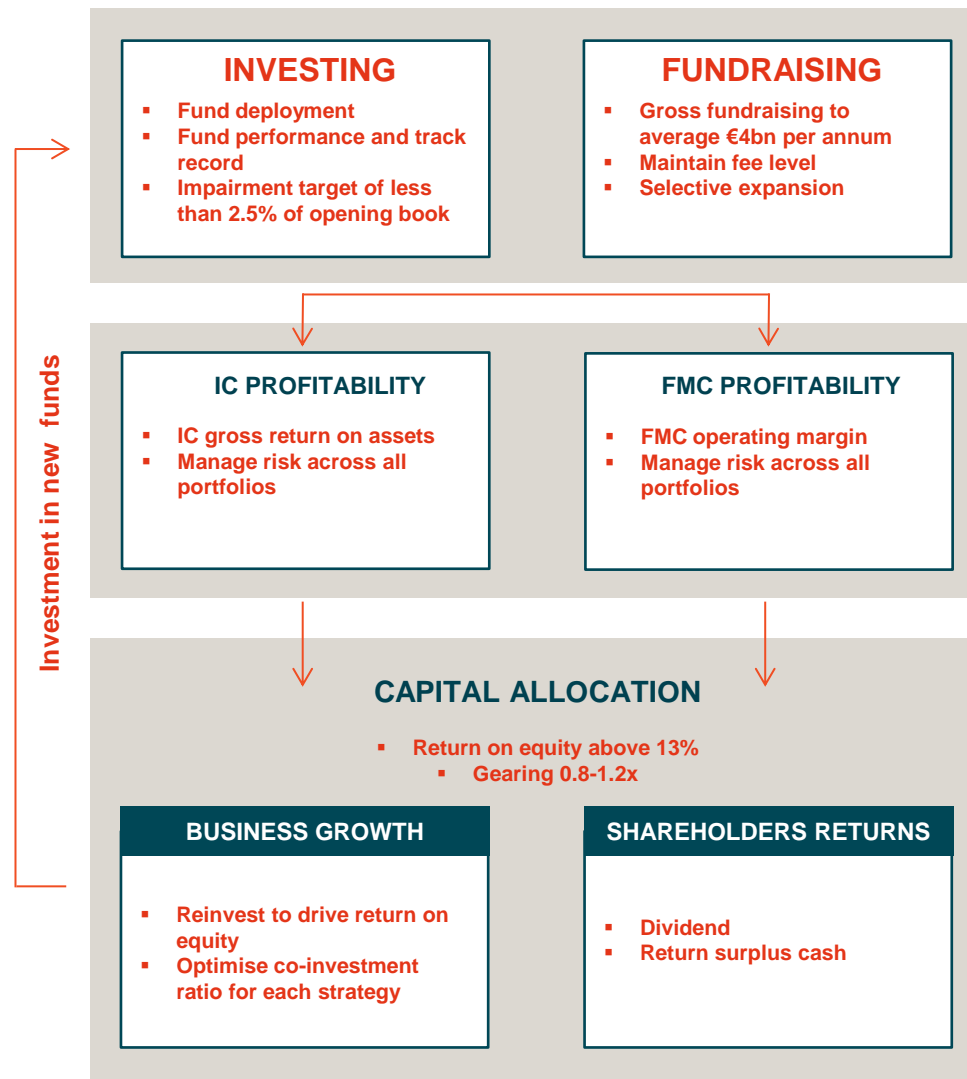 INVESTING
▪ Fund deployment
▪ Fund performance and track
record
▪ Impairment target of less
than 2.5% of opening book
FUNDRAISING
▪ Gross fundraising to
average €4bn per annum
▪ Maintain fee level
▪ Selective expansion
Investment in new funds
IC PROFITABILITY
▪ IC gross return on assets
▪ Manage risk across all
portfolios
FMC PROFITABILITY
▪ FMC operating margin
▪ Manage risk across all
portfolios
CAPITAL ALLOCATION
▪ Return on equity above 13%
▪ Gearing 0.8-1.2x
BUSINESS GROWTH
▪ Reinvest to drive return on
equity
▪ Optimise co-investment
ratio for each strategy
SHAREHOLDERS RETURNS
▪ Dividend
▪ Return surplus cash